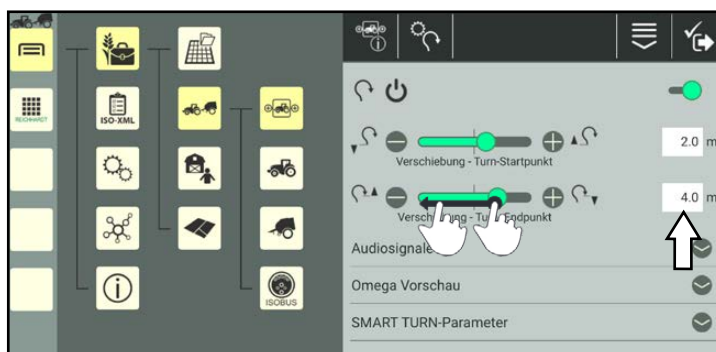 REICHHARDT
ISO-XML
ISOBUS
2.0 m
Verschiebung - Turn-Startpunkt
4.0 m
Audiosignale
Omega Vorschau
SMART TURN-Parameter